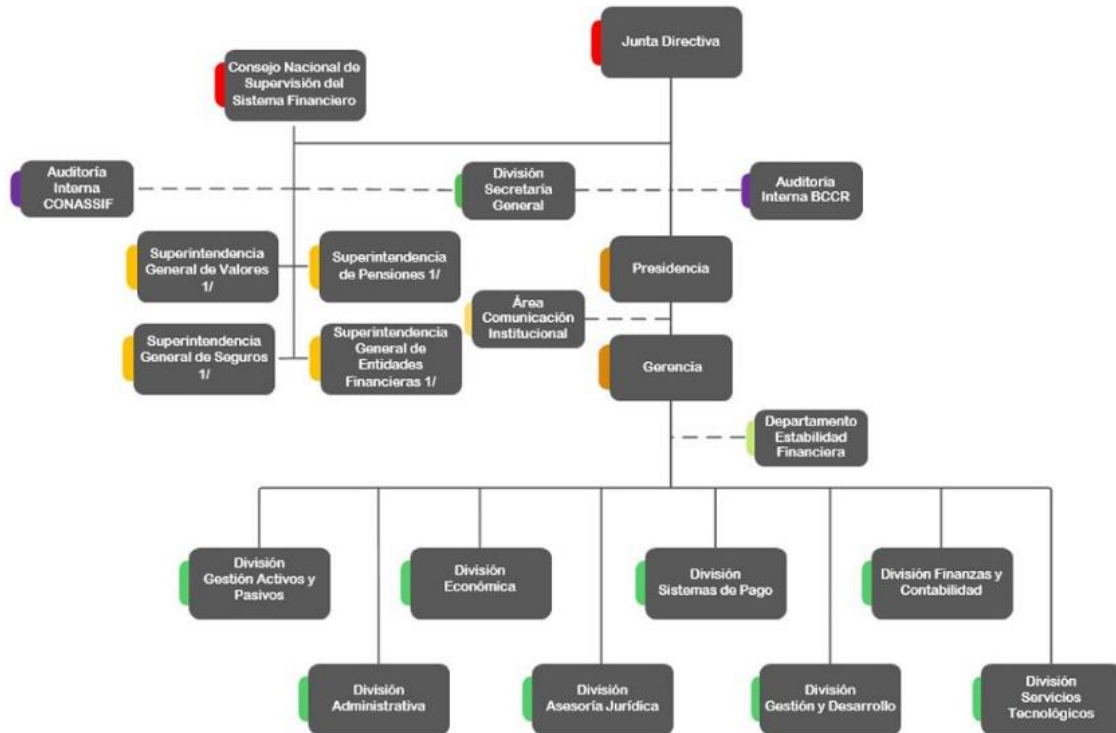 Junta Directiva
Consejo Nacional de
Supervisión del
Sistema Financiero
Auditoría
Interna
CONASSIF
División
Secretaría
General
Auditoria
Interna BCCR
Superintendencia
General de Valores
1/
Superintendencia
de Pensiones 1/
Presidencia
Área
Comunicación
Institucional
Superintendencia
General de Seguros
1/
Superintendencia
General de
Entidades
Financieras 1/
Gerencia
Departamento
Estabilidad
Financiera
División
Gestión Activos y
Pasivos
División
Económica
División
Sistemas de Pago
División Finanzas y
Contabilidad
División
Administrativa
División
Asesoría Jurídica
División
Gestión y Desarrollo
División
Servicios
Tecnológicos